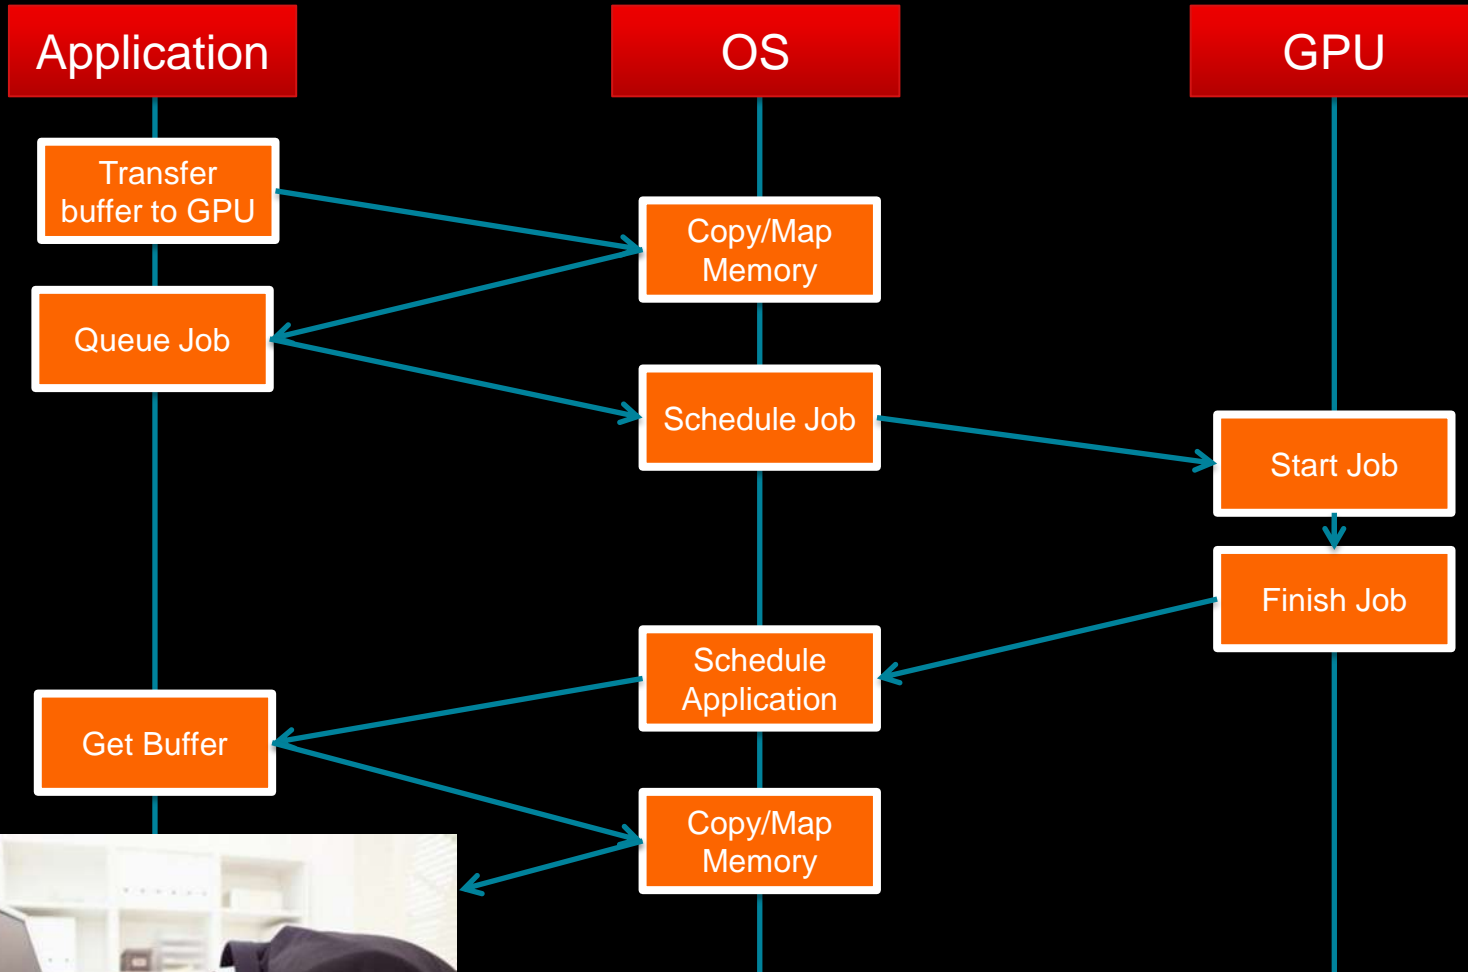 Application
OS
GPU
Transfer
buffer to GPU
Copy/Map
Memory
Queue Job
Schedule Job
Start Job
Finish Job
Schedule
Application
Get Buffer
Copy/Map
Memory